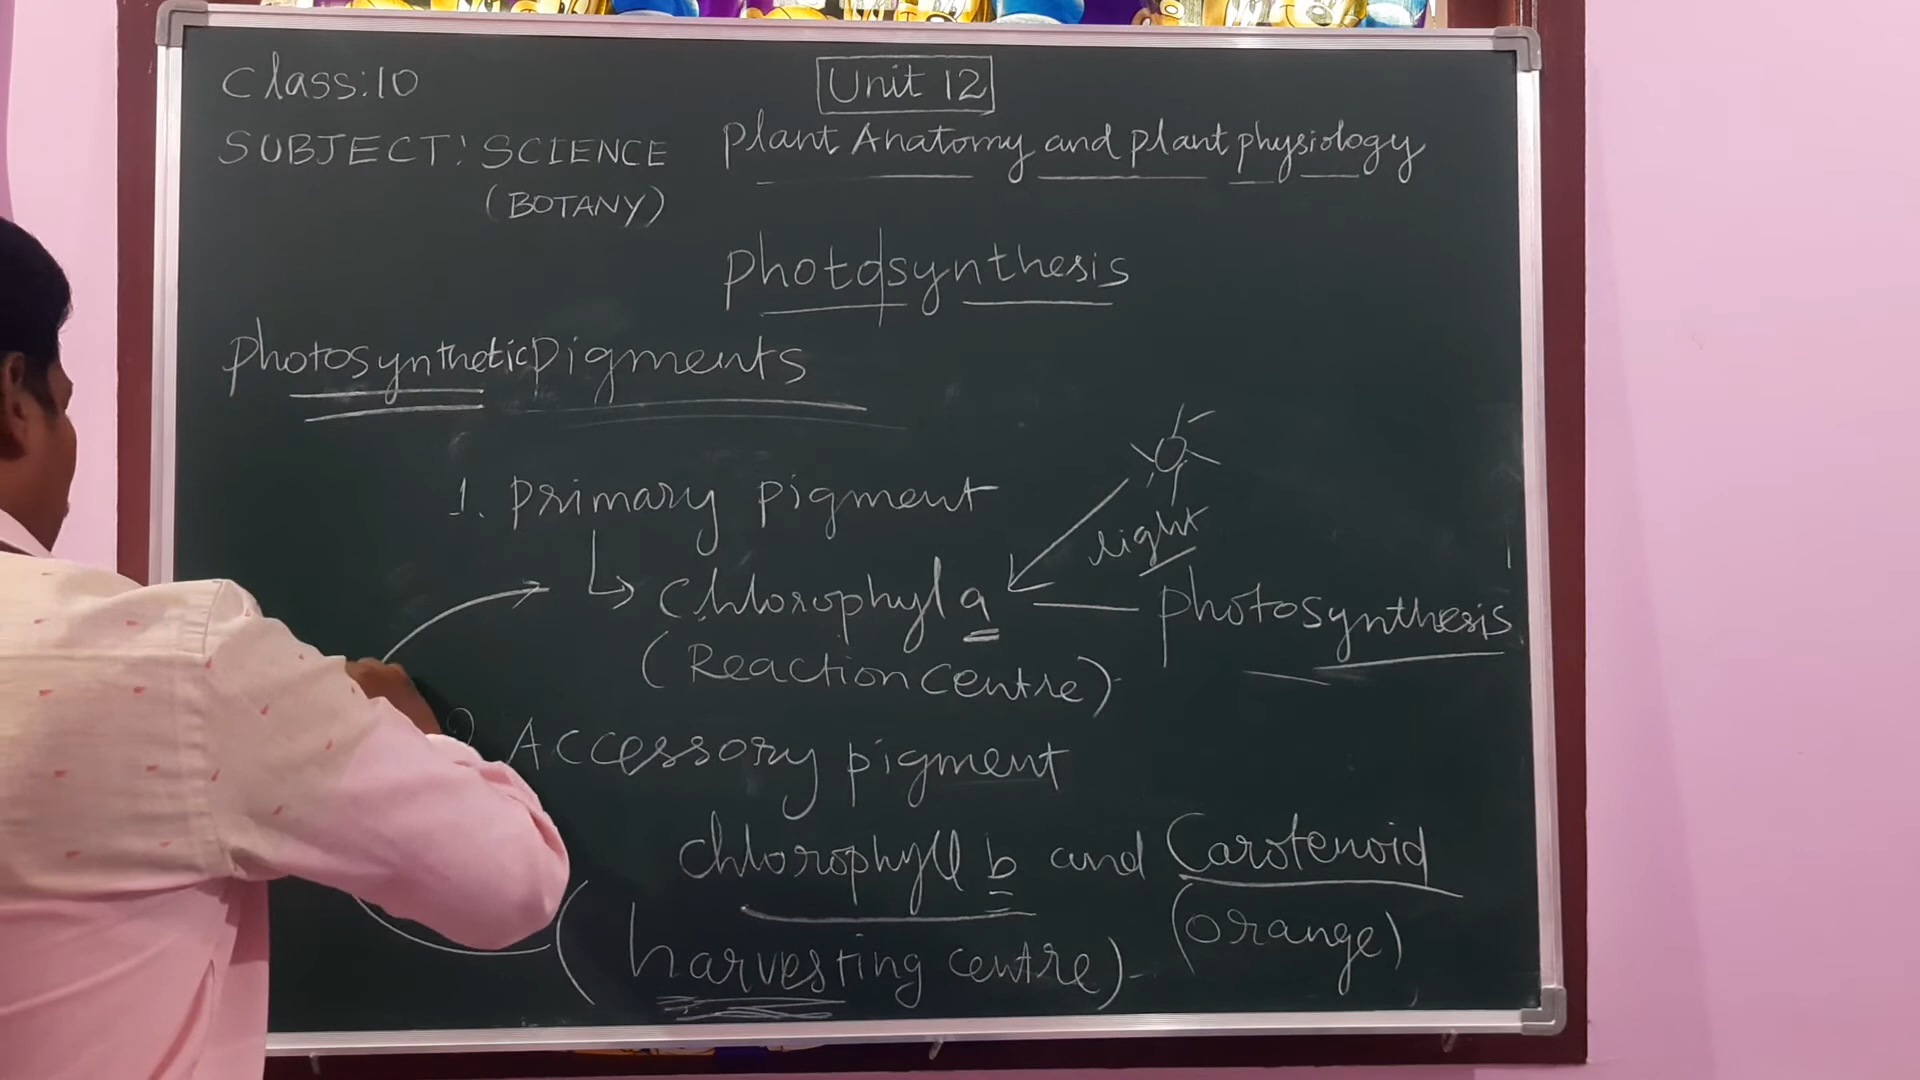 Class:10
Unit 12
SUBJECT: SCIENCE
(BOTANY)
Plant Anatomy and plant physiology
photosynthesis
photosynthetic pigments
1. primary pigment
light
chlorophyl a
photosynthesis
(Reaction centre)
2 Accessory pigment
chlorophyll b and Carotenoid
(harvesting centre)
(orange)